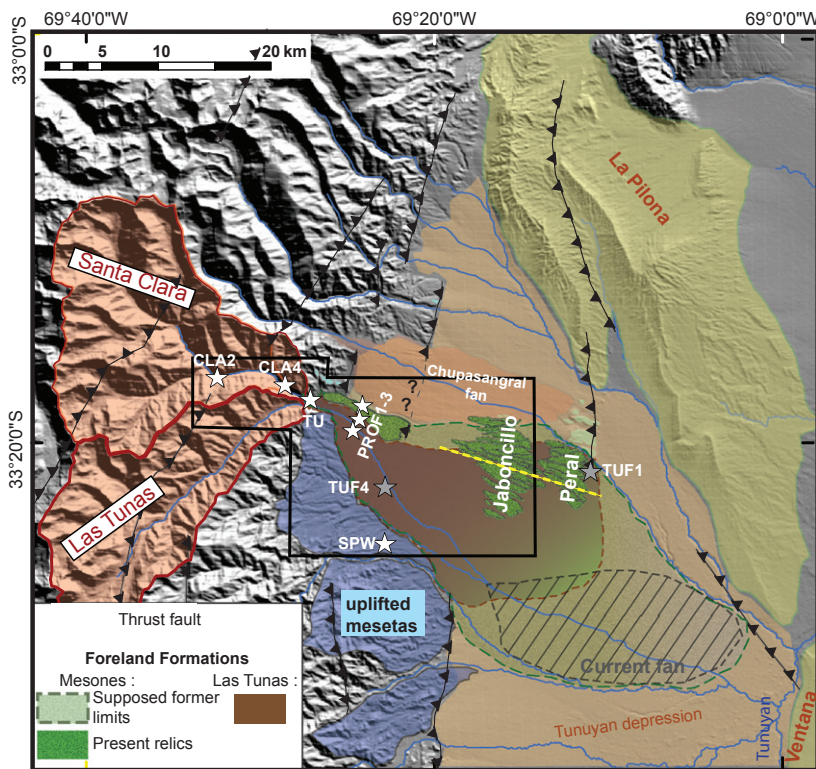 69°40'0"W
69°20'0"W
69°0'0"W
33°0'0"S
0 5 10 20 km
La Pilona
Santa Clara
CLA2
CLA4
Chupasangral
fan
?
?
TU
PROF1-3
33°20'0"S
Jaboncillo
Peral
TUF1
TUF4
Las Tunas
SPW
uplifted
mesetas
Current fan
Tunuyan depression
Tunuyan
Ventana
Thrust fault
Foreland Formations
Mesones :
Las Tunas :
Supposed former
limits
Present relics